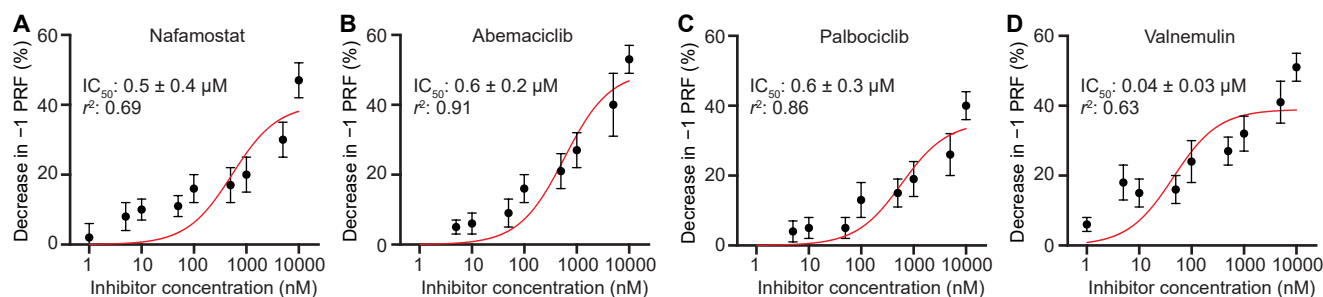 A
Nafamostat
Decrease in −1 PRF (%)
60
40
20
0
IC50: 0.5 ± 0.4 µM
r2: 0.69
1 10 100 1000 10000
Inhibitor concentration (nM)
B
Abemaciclib
Decrease in −1 PRF (%)
60
40
20
0
IC50: 0.6 ± 0.2 µM
r2: 0.91
1 10 100 1000 10000
Inhibitor concentration (nM)
C
Palbociclib
Decrease in −1 PRF (%)
60
40
20
0
IC50: 0.6 ± 0.3 µM
r2: 0.86
1 10 100 1000 10000
Inhibitor concentration (nM)
D
Valnemulin
Decrease in −1 PRF (%)
60
40
20
0
IC50: 0.04 ± 0.03 µM
r2: 0.63
1 10 100 1000 10000
Inhibitor concentration (nM)